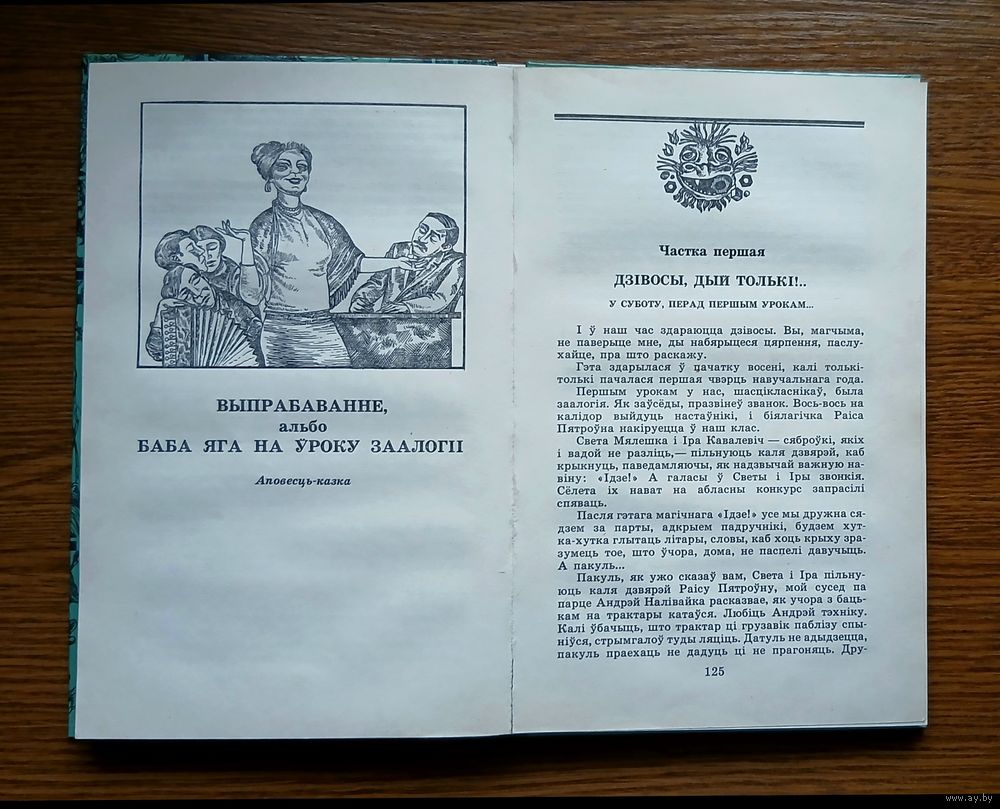 ВЫПРАБАВАННЕ,
альбо
БАБА ЯГА НА ЎРОКУ ЗААЛОГІІ
Аповесць-казка
Частка першая
ДЗІВОСЫ, ДЫЙ ТОЛЬКІ!..
У СУБОТУ, ПЕРАД ПЕРШЫМ УРОКАМ...
І ў наш час здараюцца дзівосы. Вы, магчыма,
не паверыце мне, ды набярыцеся цярпення, паслу-
хайце, пра што раскажу.
Гэта здарылася ў пачатку восені, калі толькі-
толькі пачалася першая чвэрць навучальнага года.
Першым урокам у нас, шасцікласнікаў, была
заалогія. Як заўсёды, празвінеў званок. Вось-вось на
калідор выйдуць настаўнікі, і біялагічка Раіса
Пятроўна накіруецца ў наш клас.
Света Мялешка і Іра Кавалевіч — сяброўкі, якіх
і вадой не разліць,— пільнуюць каля дзвярэй, каб
крыкнуць, паведамляючы, як надзвычай важную на-
віну: «Ідзе!» А галасы ў Светы і Іры звонкія.
Сёлета іх нават на абласны конкурс запрасілі
спяваць.
Пасля гэтага магічнага «Ідзе!» усе мы дружна ся-
дзем за парты, адкрыем падручнікі, будзем хут-
ка-хутка глытаць літары, словы, каб хоць крыху зра-
зумець тое, што ўчора, дома, не паспелі давучыць.
А пакуль...
Пакуль, як ужо сказаў вам, Света і Іра пільну-
юць каля дзвярэй Раісу Пятроўну, мой сусед па
парце Андрэй Налівайка расказвае, як учора з баць-
кам на трактары катаўся. Любіць Андрэй тэхніку.
Калі ўбачыць, што трактар ці грузавік паблізу спы-
ніўся, стрымгалоў туды ляціць. Датуль не адыдзецца,
пакуль праехаць не дадуць ці не прагоняць. Дру-
125
www.ay.by